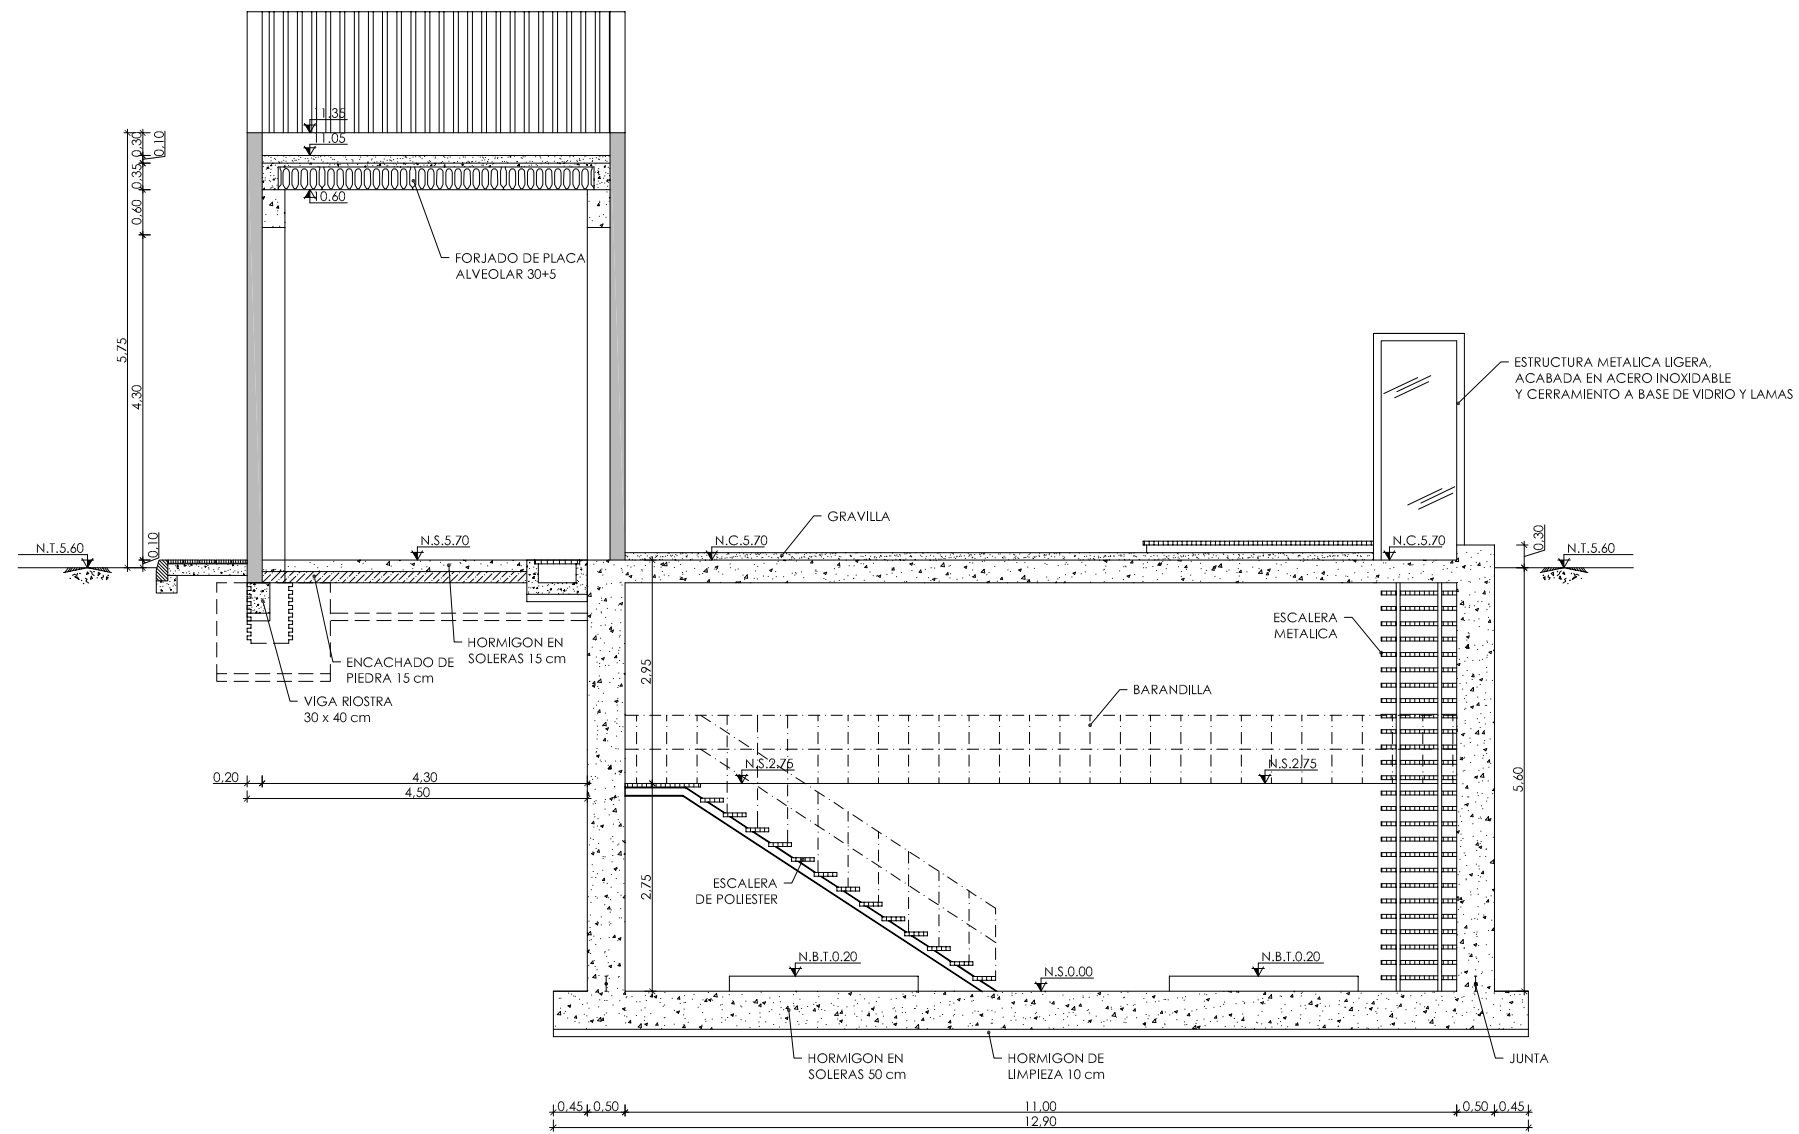 11.35
11.05
0.30
0.10
0.35
0.60
10.60
FORJADO DE PLACA
ALVEOLAR 30+5
5,75
4,30
ESTRUCTURA METALICA LIGERA,
ACABADA EN ACERO INOXIDABLE
Y CERRAMIENTO A BASE DE VIDRIO Y LAMAS
GRAVILLA
N.T.5.60
0.10
N.S.5.70
N.C.5.70
N.C.5.70
0.30
N.T.5.60
ESCALERA
METALICA
HORMIGON EN
SOLERAS 15 cm
ENCACHADO DE
PIEDRA 15 cm
VIGA RIOSTRA
30 x 40 cm
2,95
BARANDILLA
N.S.2.75
N.S.2.75
0,20
4,30
4,50
5,60
2,75
ESCALERA
DE POLIESTER
N.B.T.0.20
N.S.0.00
N.B.T.0.20
HORMIGON EN
SOLERAS 50 cm
HORMIGON DE
LIMPIEZA 10 cm
JUNTA
0,45 0,50 11,00 0,50 0,45
12,90